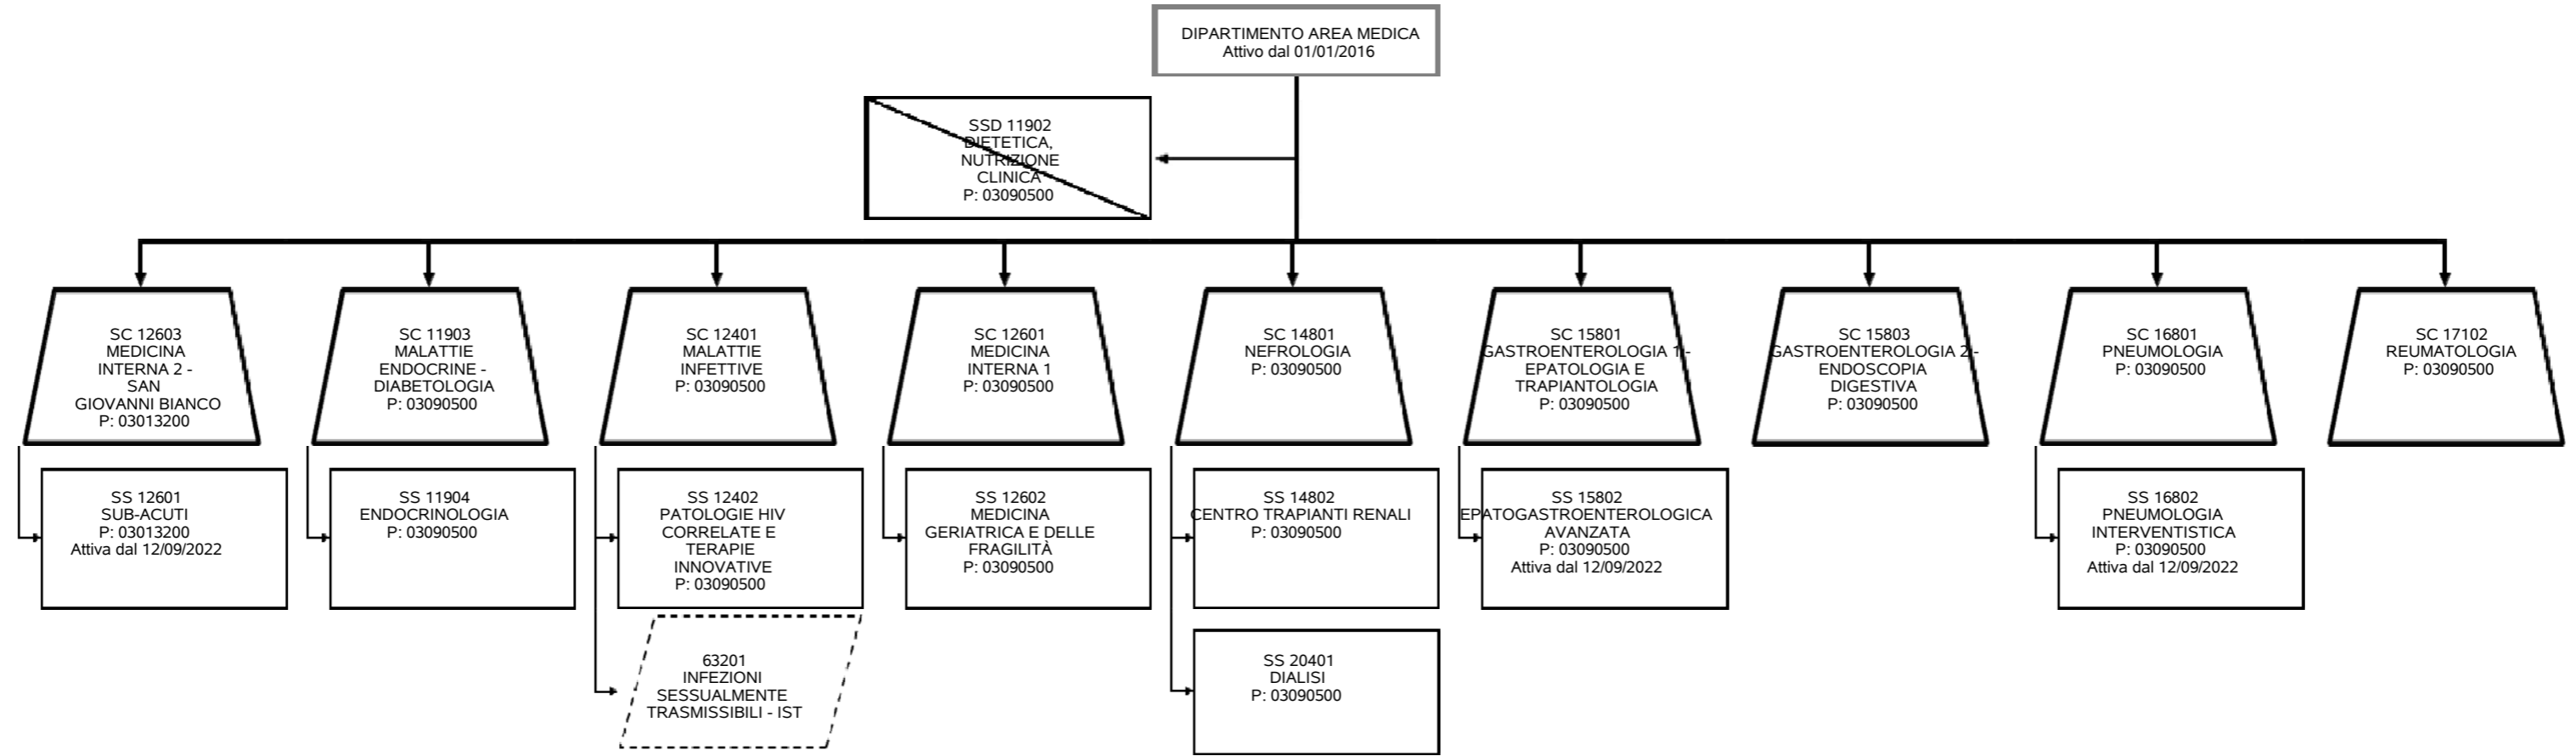 DIPARTIMENTO AREA MEDICA
Attivo dal 01/01/2016
SSD 11902
DIETETICA,
NUTRIZIONE
CLINICA
P: 03090500
SC 12603
MEDICINA
INTERNA 2 -
SAN
GIOVANNI BIANCO
P: 03013200
SC 11903
MALATTIE
ENDOCRINE -
DIABETOLOGIA
P: 03090500
SC 12401
MALATTIE
INFETTIVE
P: 03090500
SC 12601
MEDICINA
INTERNA 1
P: 03090500
SC 14801
NEFROLOGIA
P: 03090500
SC 15801
GASTROENTEROLOGIA 1 -
EPATOLOGIA E
TRAPIANTOLOGIA
P: 03090500
SC 15803
GASTROENTEROLOGIA 2 -
ENDOSCOPIA
DIGESTIVA
P: 03090500
SC 16801
PNEUMOLOGIA
P: 03090500
SC 17102
REUMATOLOGIA
P: 03090500
SS 12601
SUB-ACUTI
P: 03013200
Attiva dal 12/09/2022
SS 11904
ENDOCRINOLOGIA
P: 03090500
SS 12402
PATOLOGIE HIV
CORRELATE E
TERAPIE
INNOVATIVE
P: 03090500
SS 12602
MEDICINA
GERIATRICA E DELLE
FRAGILITÀ
P: 03090500
SS 14802
CENTRO TRAPIANTI RENALI
P: 03090500
SS 15802
EPATOGASTROENTEROLOGICA
AVANZATA
P: 03090500
Attiva dal 12/09/2022
SS 16802
PNEUMOLOGIA
INTERVENTISTICA
P: 03090500
Attiva dal 12/09/2022
63201
INFEZIONI
SESSUALMENTE
TRASMISSIBILI - IST
SS 20401
DIALISI
P: 03090500